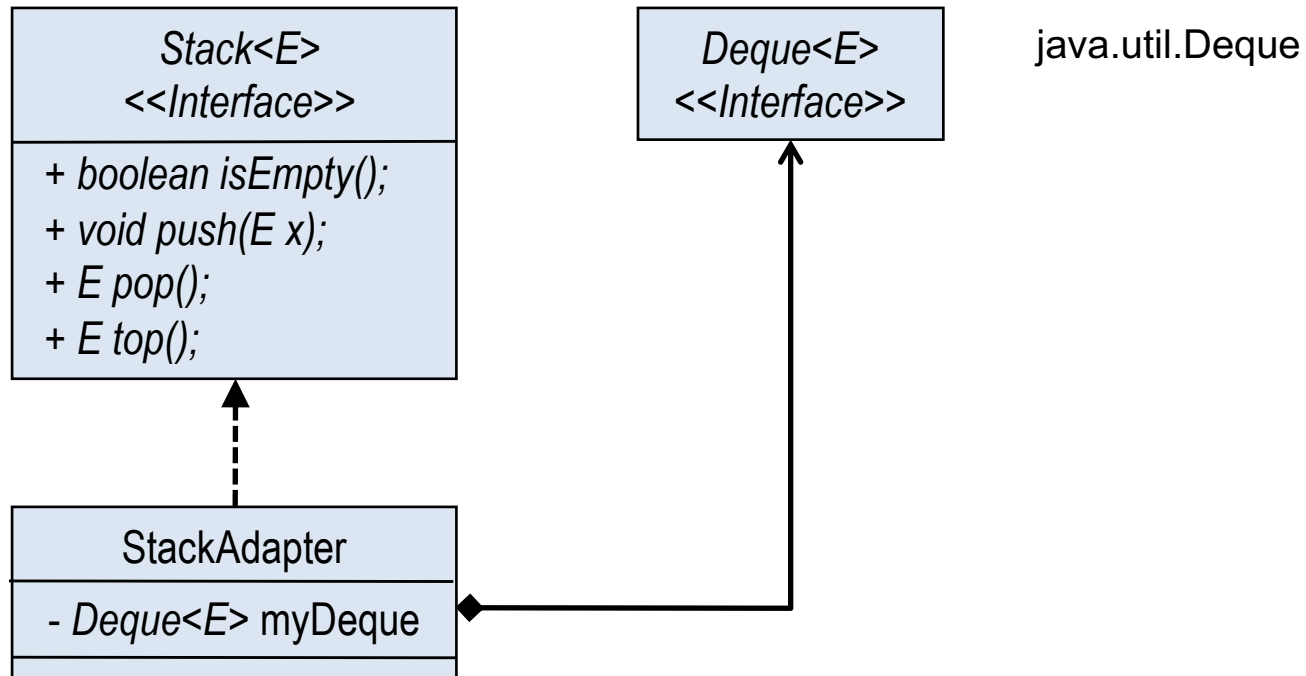 Stack<E>
<<Interface>>
+ boolean isEmpty();
+ void push(E x);
+ E pop();
+ E top();
Deque<E>
<<Interface>>
java.util.Deque
StackAdapter
- Deque<E> myDeque